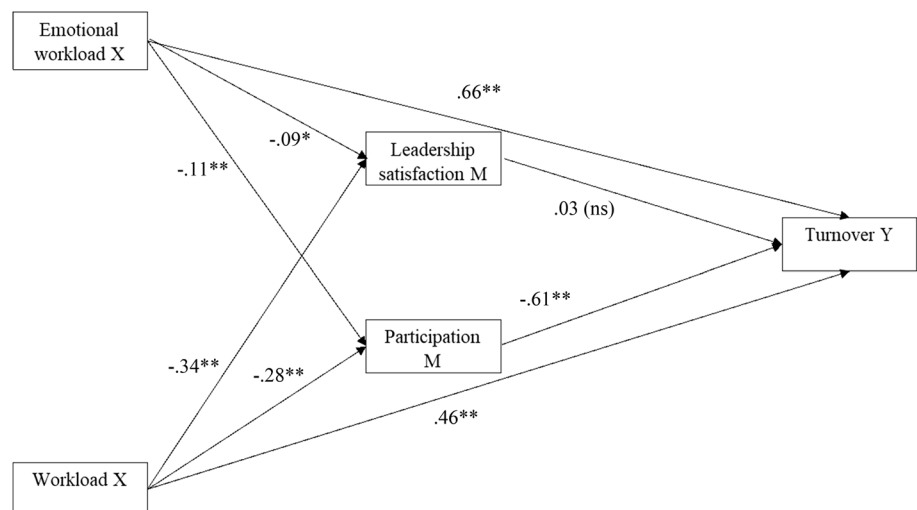 Emotional
workload X
.66**
-.09*
Leadership
satisfaction M
-.11**
.03 (ns)
Turnover Y
-.61**
Participation
M
-.34**
-.28**
.46**
Workload X